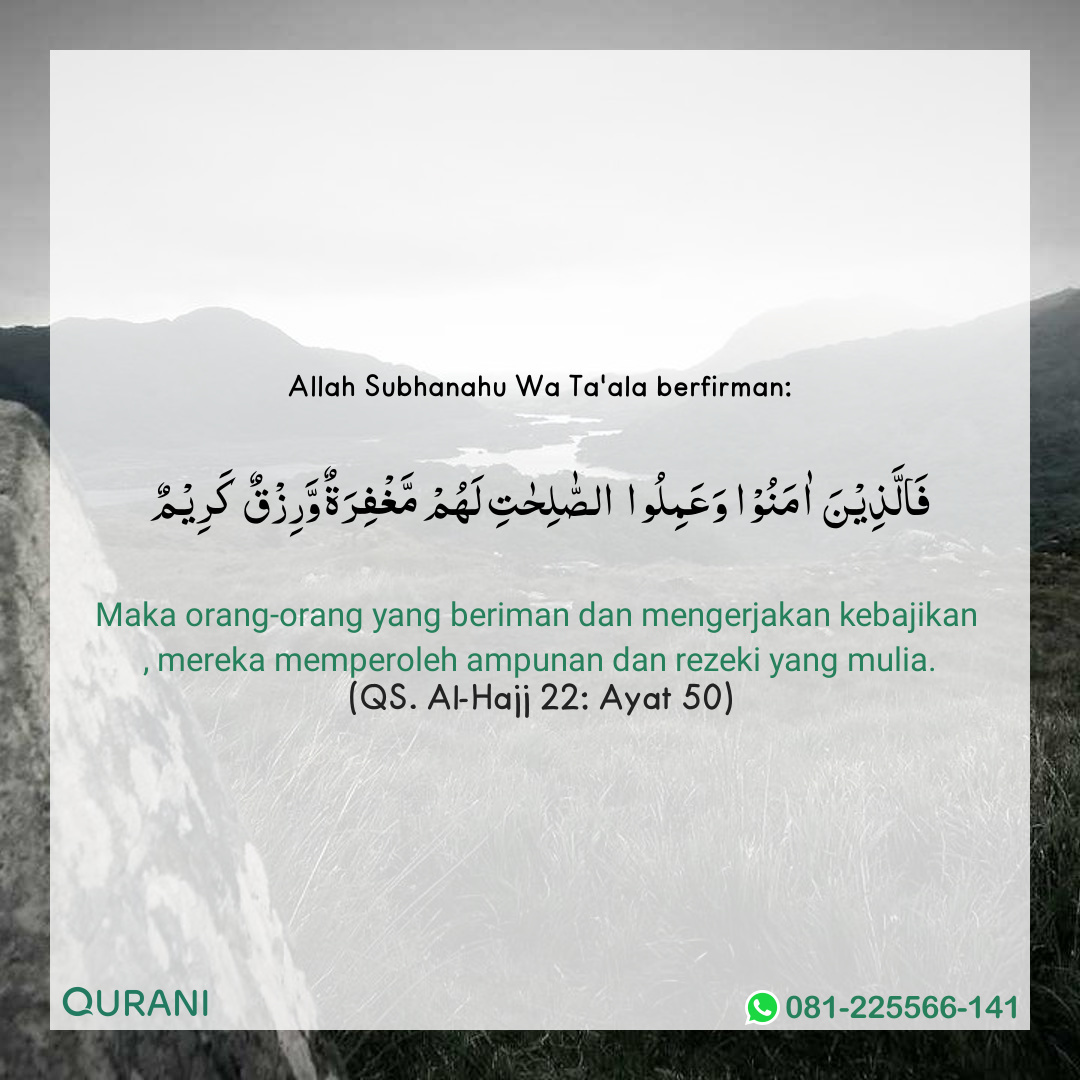 Allah Subhanahu Wa Ta'ala berfirman:
فَالَّذِيْنَ اٰمَنُوْا وَعَمِلُوا الصّٰلِحٰتِ لَهُمْ مَّغْفِرَةٌ وَّرِزْقٌ كَرِيْمٌ
Maka orang-orang yang beriman dan mengerjakan kebajikan
, mereka memperoleh ampunan dan rezeki yang mulia.
(QS. Al-Hajj 22: Ayat 50)
QURANI
081-225566-141